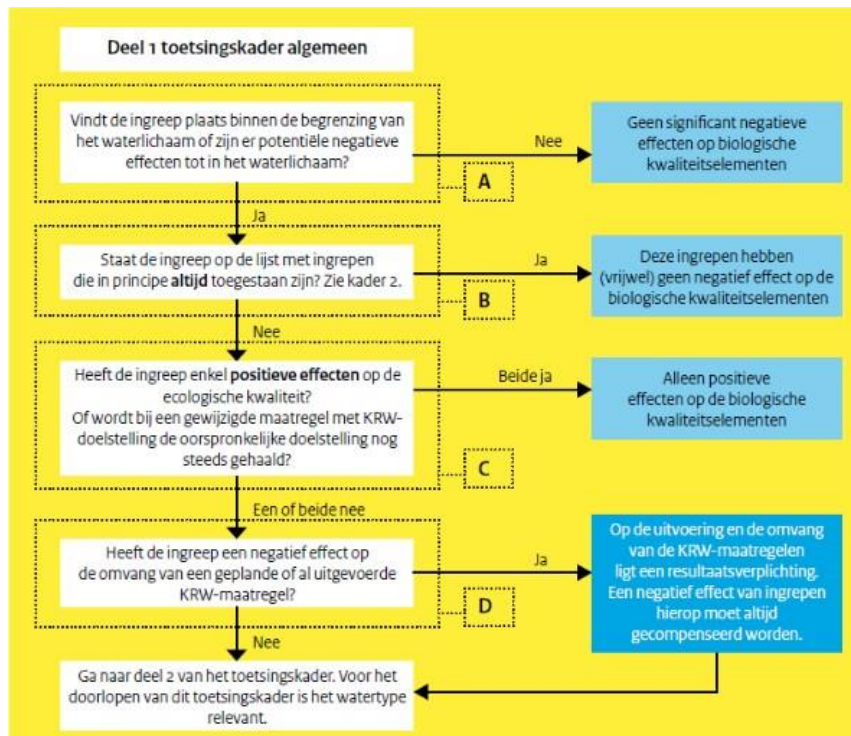 Deel 1 toetsingskader algemeen
Vindt de ingreep plaats binnen de begrenzing van
het waterlichaam of zijn er potentiële negatieve
effecten tot in het waterlichaam?
Nee
Geen significant negatieve
effecten op biologische
kwaliteitselementen
A
Ja
Staat de ingreep op de lijst met ingrepen
die in principe altijd toegestaan zijn? Zie kader 2.
Ja
Deze ingrepen hebben
(vrijwel) geen negatief effect op de
biologische kwaliteitselementen
B
Nee
Heeft de ingreep enkel positieve effecten op de
ecologische kwaliteit?
Of wordt bij een gewijzigde maatregel met KRW-
doelstelling de oorspronkelijke doelstelling nog
steeds gehaald?
Beide ja
Alleen positieve
effecten op de biologische
kwaliteitselementen
C
Een of beide nee
Heeft de ingreep een negatief effect op
de omvang van een geplande of al uitgevoerde
KRW-maatregel?
Ja
Op de uitvoering en de omvang
van de KRW-maatregelen
ligt een resultaatsverplichting.
Een negatief effect van ingrepen
hierop moet altijd
gecompenseerd worden.
D
Nee
Ga naar deel 2 van het toetsingskader. Voor het
doorlopen van dit toetsingskader is het watertype
relevant.